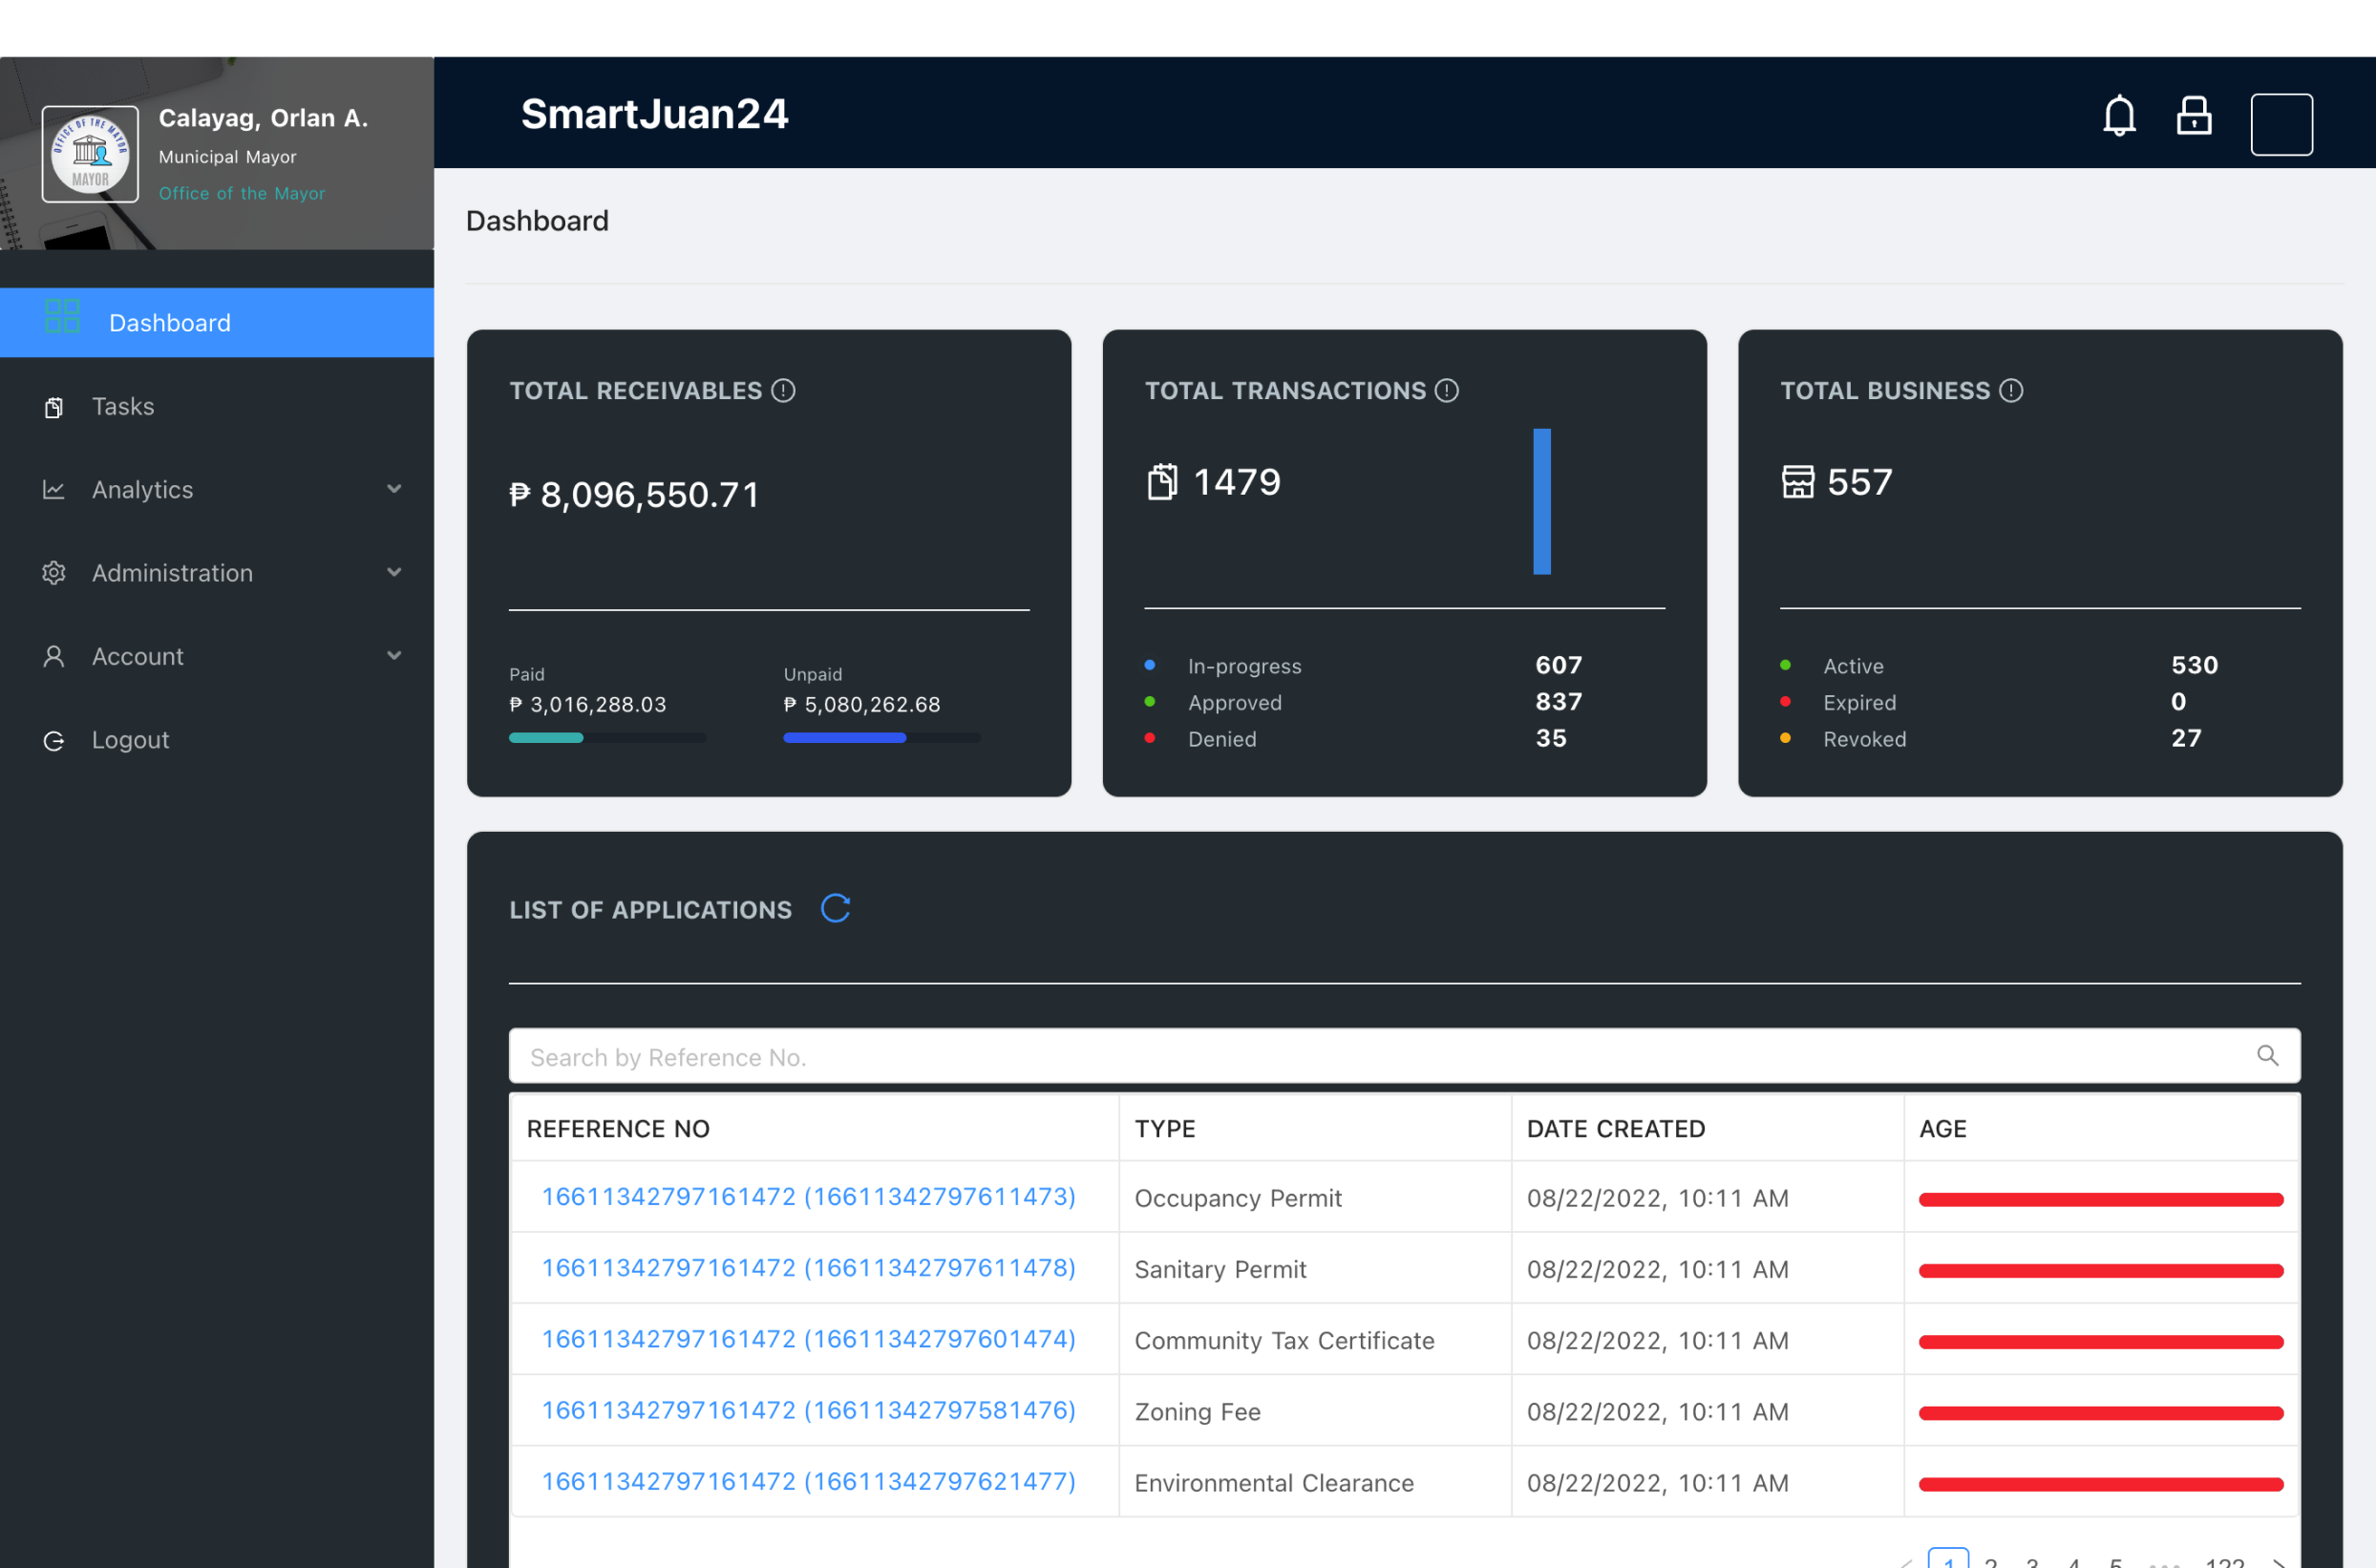 OFFICE OF THE MAYOR
MAYOR
Calayag, Orlan A.
Municipal Mayor
Office of the Mayor
SmartJuan24
Dashboard
Tasks
Analytics
Administration
Account
Logout
Dashboard
TOTAL RECEIVABLES
₱ 8,096,550.71
Paid
₱ 3,016,288.03
Unpaid
₱ 5,080,262.68
TOTAL TRANSACTIONS
1479
In-progress 607
Approved 837
Denied 35
TOTAL BUSINESS
557
Active 530
Expired 0
Revoked 27
LIST OF APPLICATIONS
Search by Reference No.
REFERENCE NO TYPE DATE CREATED AGE
16611342797161472 (16611342797611473) Occupancy Permit 08/22/2022, 10:11 AM
16611342797161472 (16611342797611478) Sanitary Permit 08/22/2022, 10:11 AM
16611342797161472 (16611342797601474) Community Tax Certificate 08/22/2022, 10:11 AM
16611342797161472 (16611342797581476) Zoning Fee 08/22/2022, 10:11 AM
16611342797161472 (16611342797621477) Environmental Clearance 08/22/2022, 10:11 AM
< 1 2 3 4 5 ••• 122 >